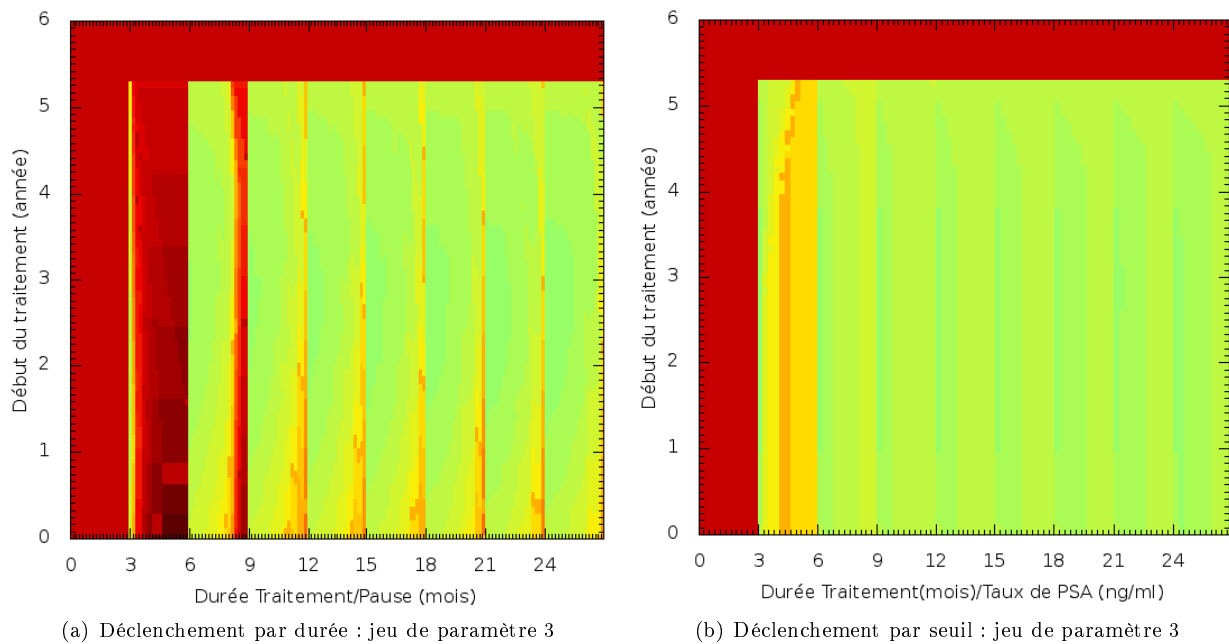 6
5
4
3
2
1
0
Début du traitement (année)
0 3 6 9 12 15 18 21 24
Durée Traitement/Pause (mois)
(a) Déclenchement par durée : jeu de paramètre 3
6
5
4
3
2
1
0
Début du traitement (année)
0 3 6 9 12 15 18 21 24
Durée Traitement(mois)/Taux de PSA (ng/ml)
(b) Déclenchement par seuil : jeu de paramètre 3